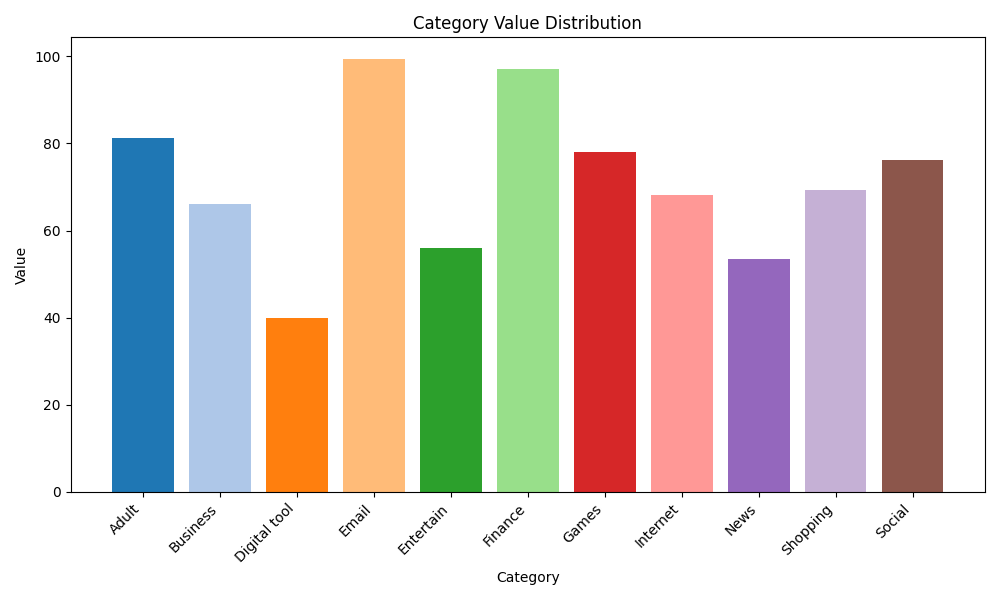 Category Value Distribution
Value
100
80
60
40
20
0
Adult
Business
Digital tool
Email
Entertain
Finance
Games
Internet
News
Shopping
Social
Category